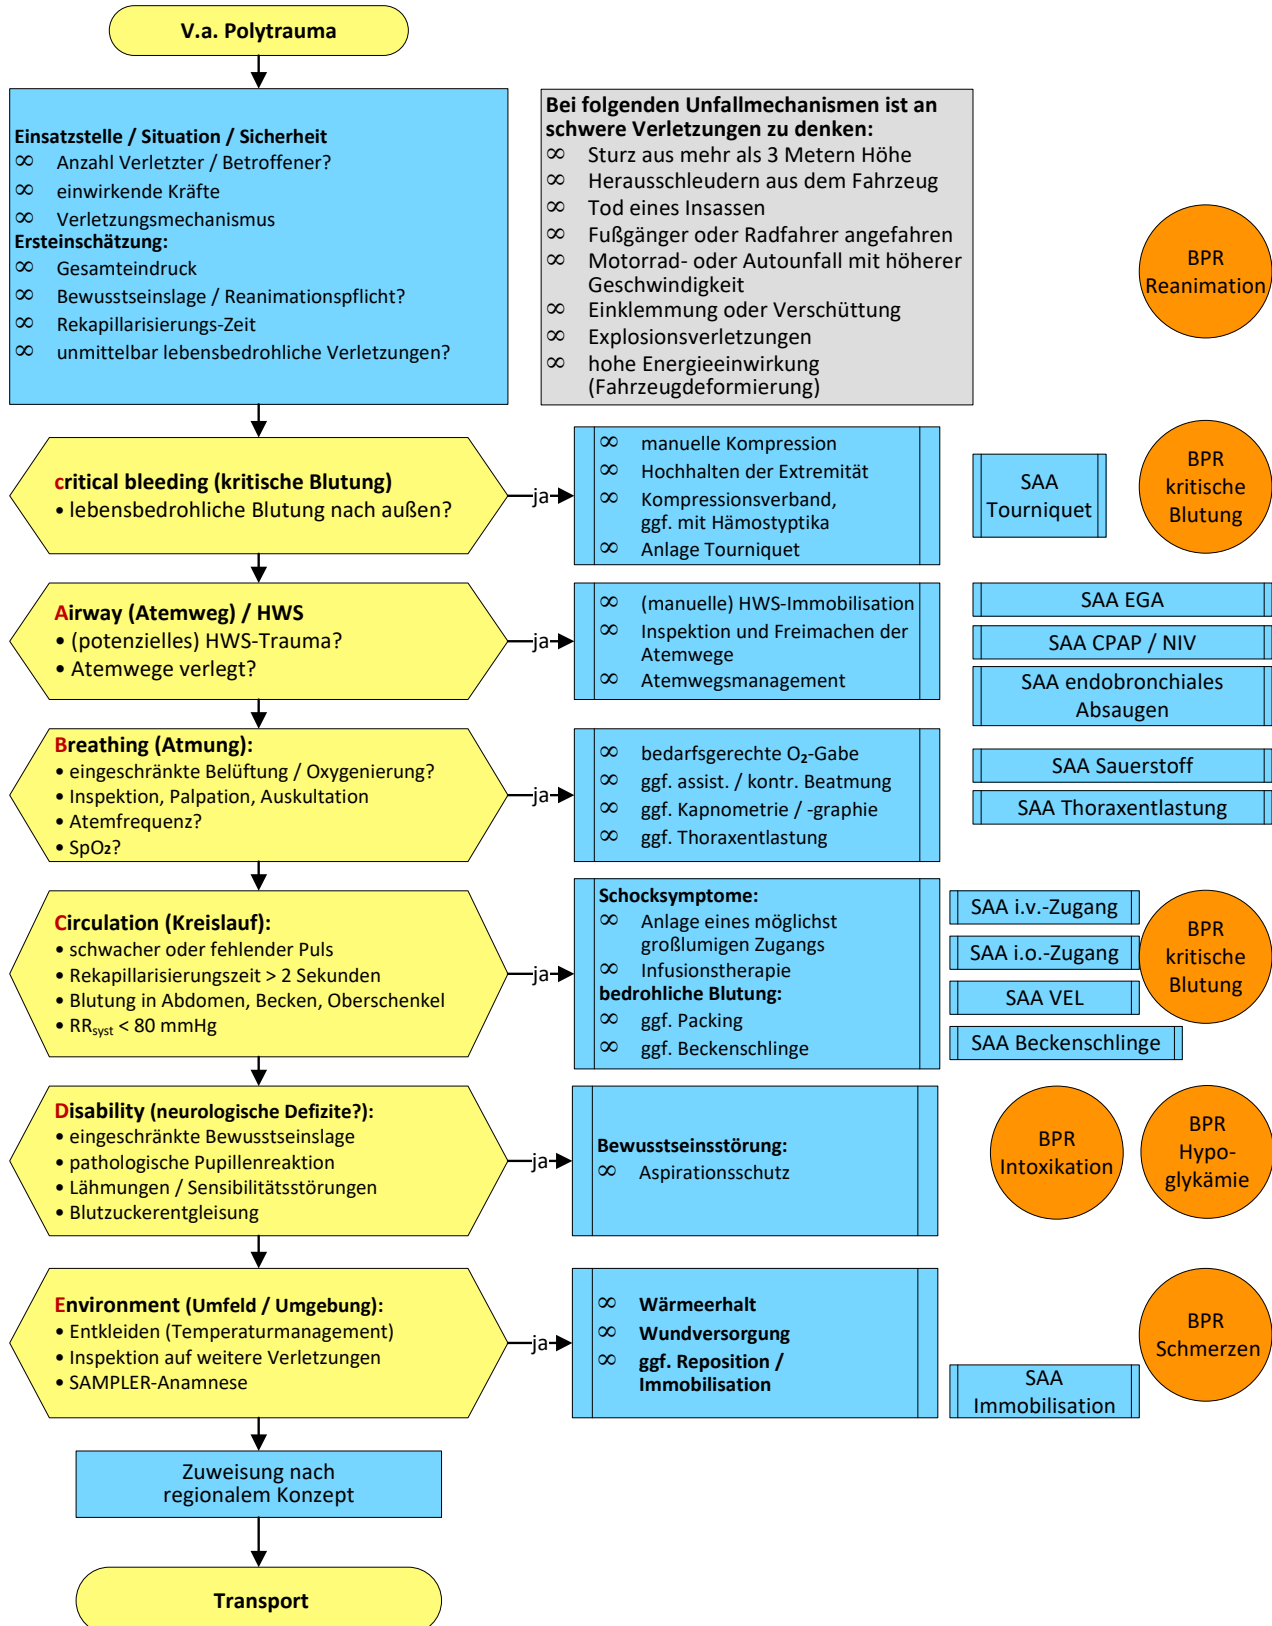 V.a. Polytrauma
Einsatzstelle / Situation / Sicherheit
∞ Anzahl Verletzter / Betroffener?
∞ einwirkende Kräfte
∞ Verletzungsmechanismus
Ersteinschätzung:
∞ Gesamteindruck
∞ Bewusstseinslage / Reanimationspflicht?
∞ Rekapillarisierungs-Zeit
∞ unmittelbar lebensbedrohliche Verletzungen?
Bei folgenden Unfallmechanismen ist an
schwere Verletzungen zu denken:
∞ Sturz aus mehr als 3 Metern Höhe
∞ Herausschleudern aus dem Fahrzeug
∞ Tod eines Insassen
∞ Fußgänger oder Radfahrer angefahren
∞ Motorrad- oder Autounfall mit höherer
Geschwindigkeit
∞ Einklemmung oder Verschüttung
∞ Explosionsverletzungen
∞ hohe Energieeinwirkung
(Fahrzeugdeformierung)
BPR
Reanimation
critical bleeding (kritische Blutung)
• lebensbedrohliche Blutung nach außen?
ja
∞ manuelle Kompression
∞ Hochhalten der Extremität
∞ Kompressionsverband,
ggf. mit Hämostyptika
∞ Anlage Tourniquet
SAA
Tourniquet
BPR
kritische
Blutung
Airway (Atemweg) / HWS
• (potenzielles) HWS-Trauma?
• Atemwege verlegt?
ja
∞ (manuelle) HWS-Immobilisation
∞ Inspektion und Freimachen der
Atemwege
∞ Atemwegsmanagement
SAA EGA
SAA CPAP / NIV
SAA endobronchiales
Absaugen
Breathing (Atmung):
• eingeschränkte Belüftung / Oxygenierung?
• Inspektion, Palpation, Auskultation
• Atemfrequenz?
• SpO₂?
ja
∞ bedarfsgerechte O₂-Gabe
∞ ggf. assist. / kontr. Beatmung
∞ ggf. Kapnometrie / -graphie
∞ ggf. Thoraxentlastung
SAA Sauerstoff
SAA Thoraxentlastung
Circulation (Kreislauf):
• schwacher oder fehlender Puls
• Rekapillarisierungszeit > 2 Sekunden
• Blutung in Abdomen, Becken, Oberschenkel
• RRsyst < 80 mmHg
ja
Schocksymptome:
∞ Anlage eines möglichst
großlumigen Zugangs
∞ Infusionstherapie
bedrohliche Blutung:
∞ ggf. Packing
∞ ggf. Beckenschlinge
SAA i.v.-Zugang
SAA i.o.-Zugang
SAA VEL
SAA Beckenschlinge
BPR
kritische
Blutung
Disability (neurologische Defizite?):
• eingeschränkte Bewusstseinslage
• pathologische Pupillenreaktion
• Lähmungen / Sensibilitätsstörungen
• Blutzuckerentgleisung
ja
Bewusstseinsstörung:
∞ Aspirationsschutz
BPR
Intoxikation
BPR
Hypo-
glykämie
Environment (Umfeld / Umgebung):
• Entkleiden (Temperaturmanagement)
• Inspektion auf weitere Verletzungen
• SAMPLER-Anamnese
ja
∞ Wärmeerhalt
∞ Wundversorgung
∞ ggf. Reposition /
Immobilisation
SAA
Immobilisation
BPR
Schmerzen
Zuweisung nach
regionalem Konzept
Transport